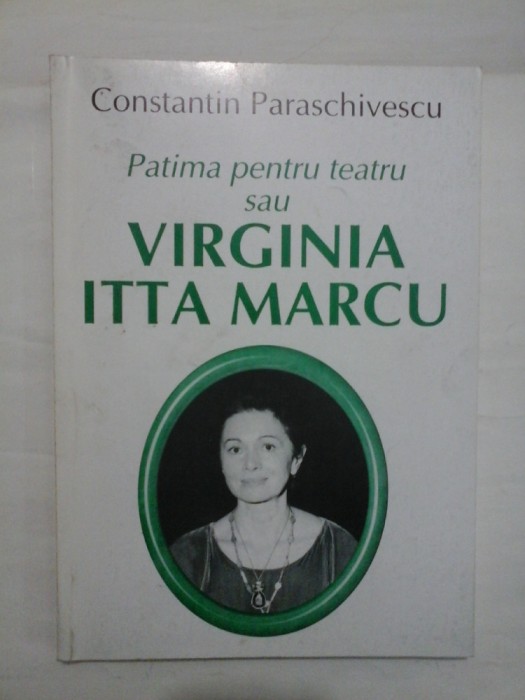 Constantin Paraschivescu
Patima pentru teatru
sau
VIRGINIA
ITTA MARCU